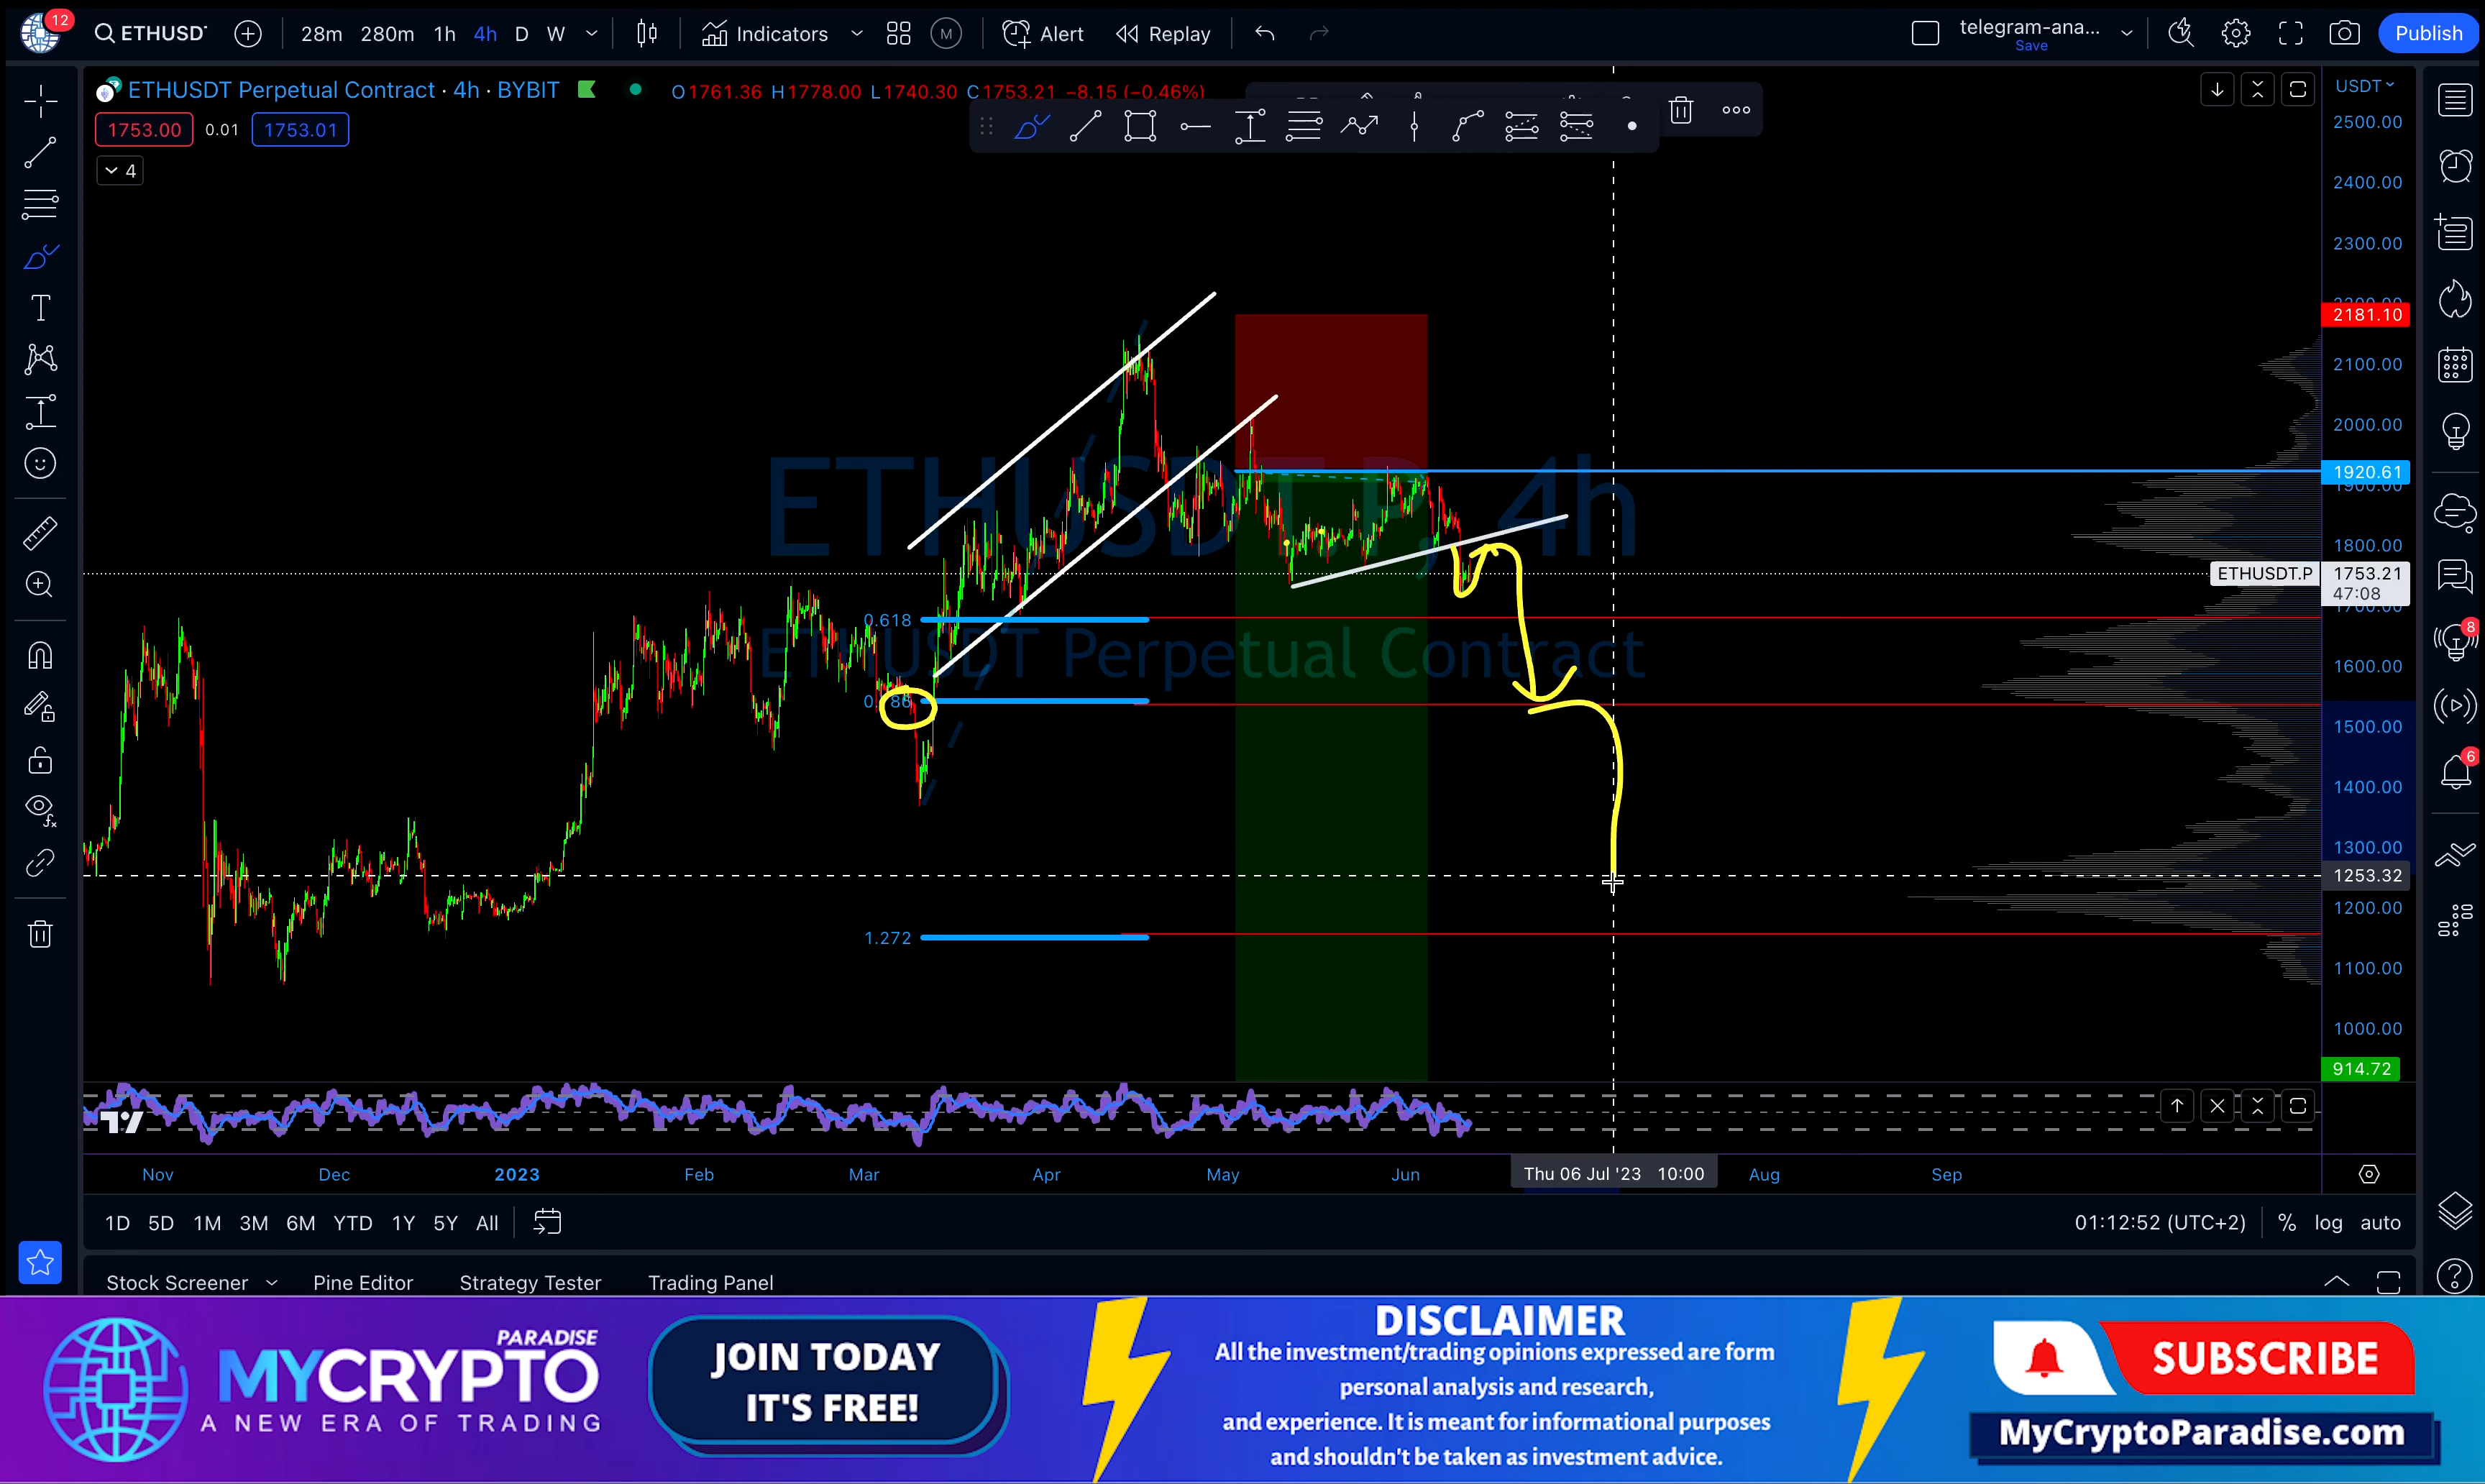 12
ETHUSDT
28m 280m 1h 4h D W
Indicators
M
Alert
Replay
telegram-ana...
Save
Publish
ETHUSDT Perpetual Contract · 4h · BYBIT
O1761.36 H1778.00 L1740.30 C1753.21 −8.15 (−0.46%)
1753.00 0.01 1753.01
4
USDT
2500.00
2400.00
2300.00
2181.10
2100.00
2000.00
1920.61
1900.00
1800.00
ETHUSDT.P 1753.21
47:08
1700.00
1600.00
1500.00
1400.00
1300.00
1253.32
1200.00
1100.00
1000.00
914.72
ETHUSDT.P, 4h
ETHUSDT Perpetual Contract
0.618
1.272
8
6
Nov Dec 2023 Feb Mar Apr May Jun Thu 06 Jul '23 10:00 Aug Sep
1D 5D 1M 3M 6M YTD 1Y 5Y All
01:12:52 (UTC+2) % log auto
Stock Screener Pine Editor Strategy Tester Trading Panel
PARADISE
MYCRYPTO
A NEW ERA OF TRADING
JOIN TODAY
IT'S FREE!
DISCLAIMER
All the investment/trading opinions expressed are form
personal analysis and research,
and experience. It is meant for informational purposes
and shouldn't be taken as investment advice.
SUBSCRIBE
MyCryptoParadise.com